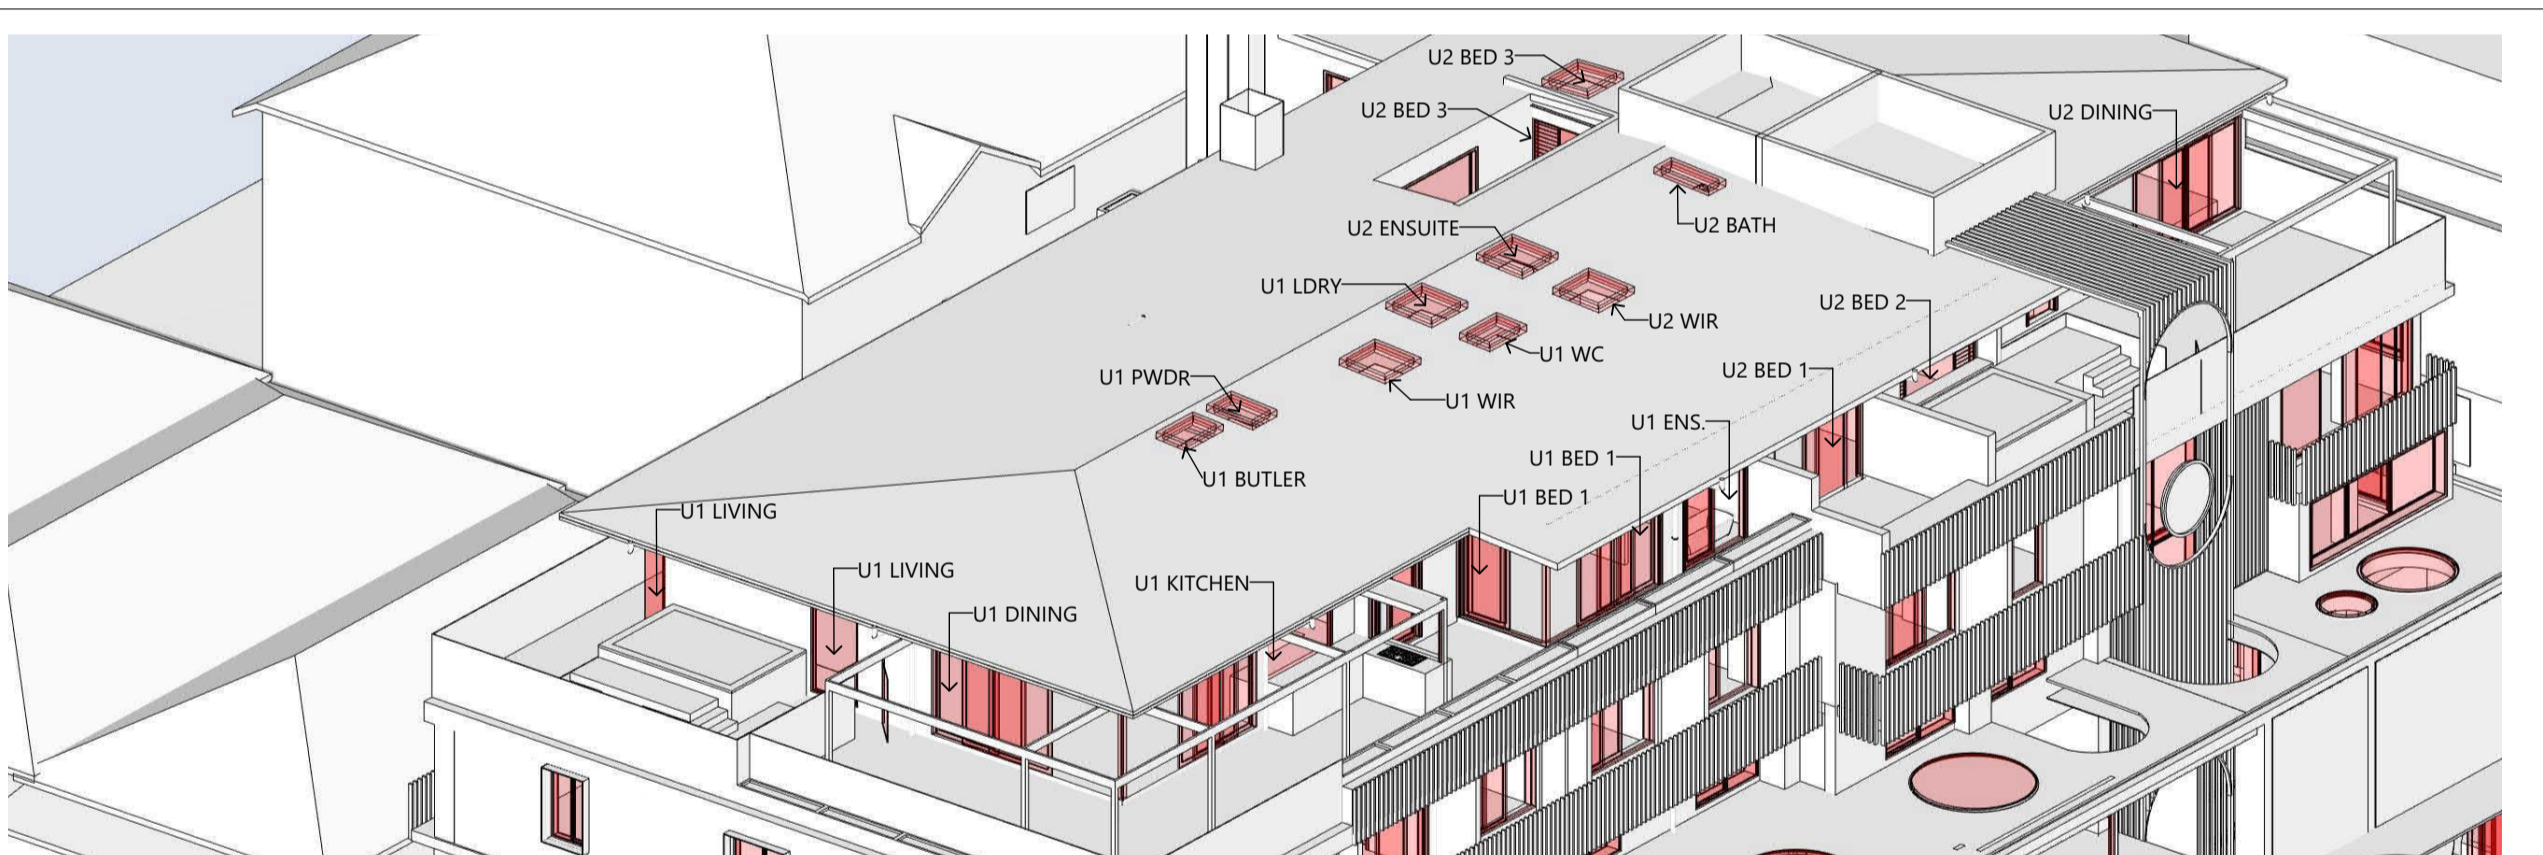 U2 BED 3
U2 BED 3
U2 DINING
U2 BATH
U2 ENSUITE
U1 LDRY
U2 WIR
U2 BED 2
U1 WC
U1 PWDR
U2 BED 1
U1 WIR
U1 ENS.
U1 BED 1
U1 BUTLER
U1 BED 1
U1 LIVING
U1 LIVING
U1 KITCHEN
U1 DINING